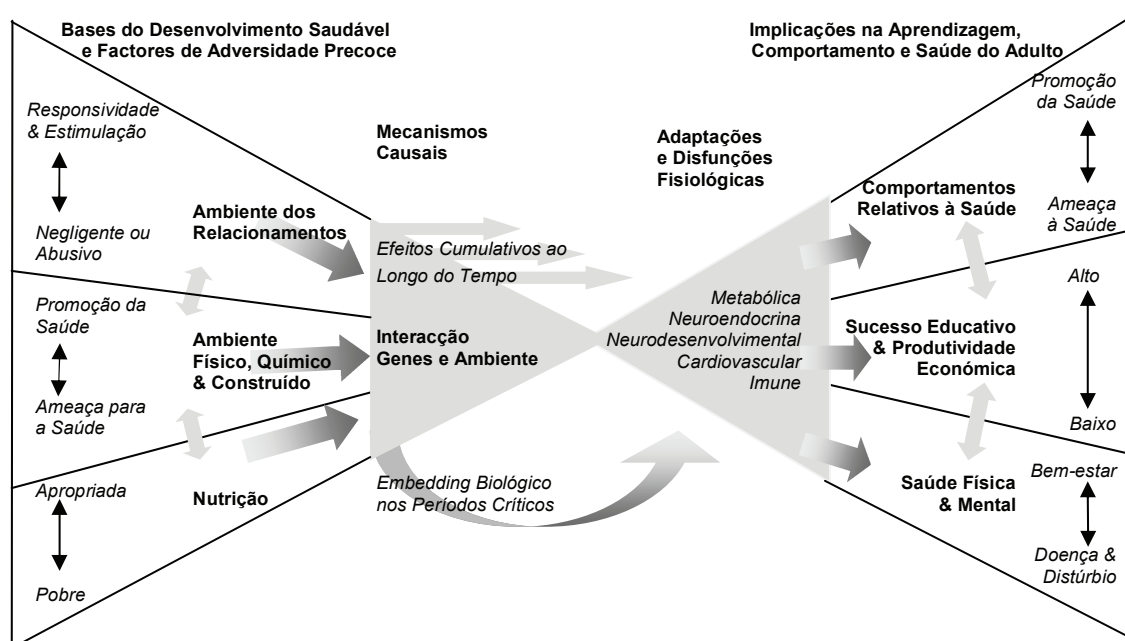 Bases do Desenvolvimento Saudável
e Factores de Adversidade Precoce
Responsividade
& Estimulação
Negligente ou
Abusivo
Ambiente dos
Relacionamentos
Promoção da
Saúde
Ameaça para
a Saúde
Ambiente
Físico, Químico
& Construído
Apropriada
Pobre
Nutrição
Mecanismos
Causais
Efeitos Cumulativos ao
Longo do Tempo
Interacção
Genes e Ambiente
Embedding Biológico
nos Períodos Críticos
Adaptações
e Disfunções
Fisiológicas
Metabólica
Neuroendocrina
Neurodesenvolvimental
Cardiovascular
Imune
Implicações na Aprendizagem,
Comportamento e Saúde do Adulto
Comportamentos
Relativos à Saúde
Promoção
da Saúde
Ameaça
à Saúde
Sucesso Educativo
& Produtividade
Económica
Alto
Baixo
Saúde Física
& Mental
Bem-estar
Doença &
Distúrbio